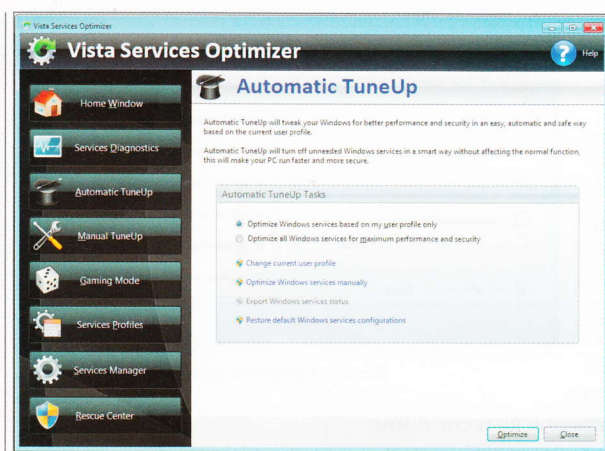 Vista Services Optimizer
Vista Services Optimizer
Help
Home Window
Services Diagnostics
Automatic TuneUp
Manual TuneUp
Gaming Mode
Services Profiles
Services Manager
Rescue Center
Automatic TuneUp
Automatic TuneUp will tweak your Windows for better performance and security in an easy, automatic and safe way
based on the current user profile.
Automatic TuneUp will turn off unneeded Windows services in a smart way without affecting the normal function,
this will make your PC run faster and more secure.
Automatic TuneUp Tasks
Optimize Windows services based on my user profile only
Optimize all Windows services for maximum performance and security
Change current user profile
Optimize Windows services manually
Export Windows services status
Restore default Windows services configurations
Optimize
Close